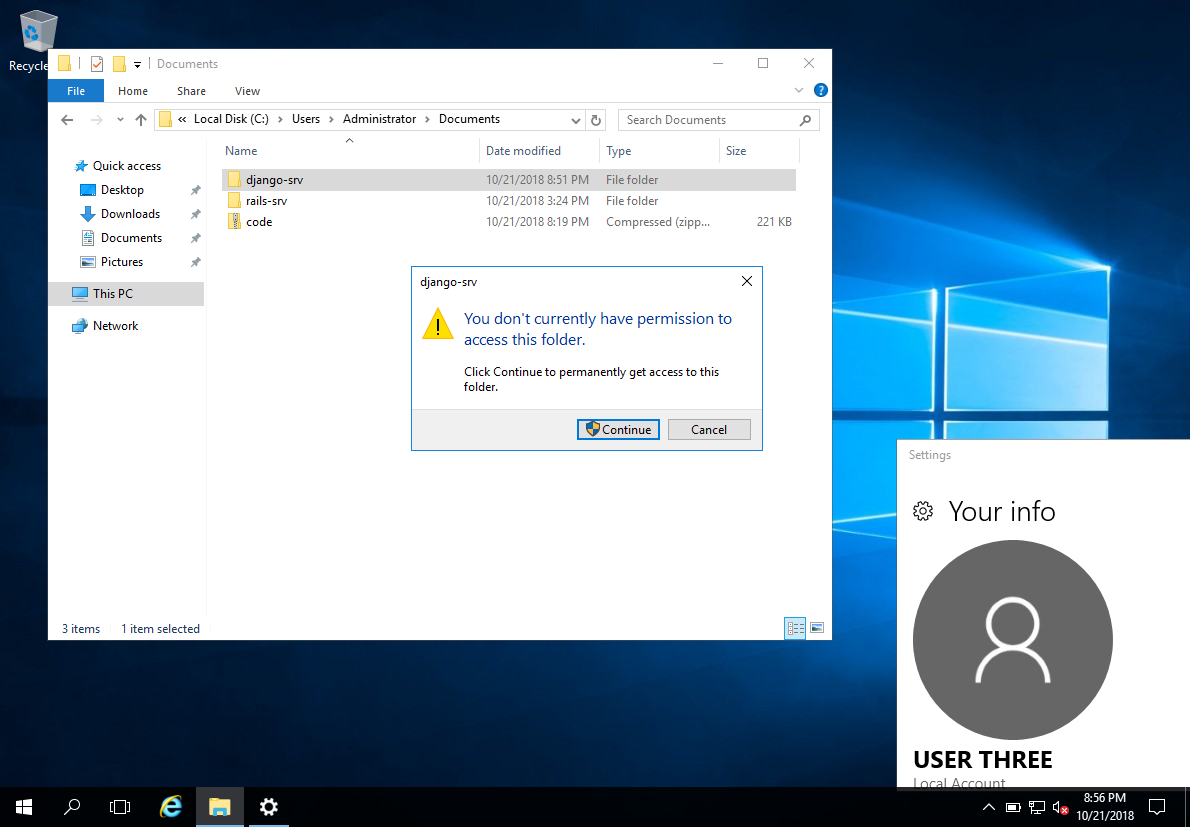 Recycle
Documents
File Home Share View
« Local Disk (C:) › Users › Administrator › Documents
Search Documents
Name Date modified Type Size
Quick access
Desktop
Downloads
Documents
Pictures
This PC
Network
django-srv 10/21/2018 8:51 PM File folder
rails-srv 10/21/2018 3:24 PM File folder
code 10/21/2018 8:19 PM Compressed (zipp... 221 KB
django-srv
You don't currently have permission to
access this folder.
Click Continue to permanently get access to this
folder.
Continue Cancel
3 items 1 item selected
Settings
Your info
USER THREE
Local Account
8:56 PM
10/21/2018